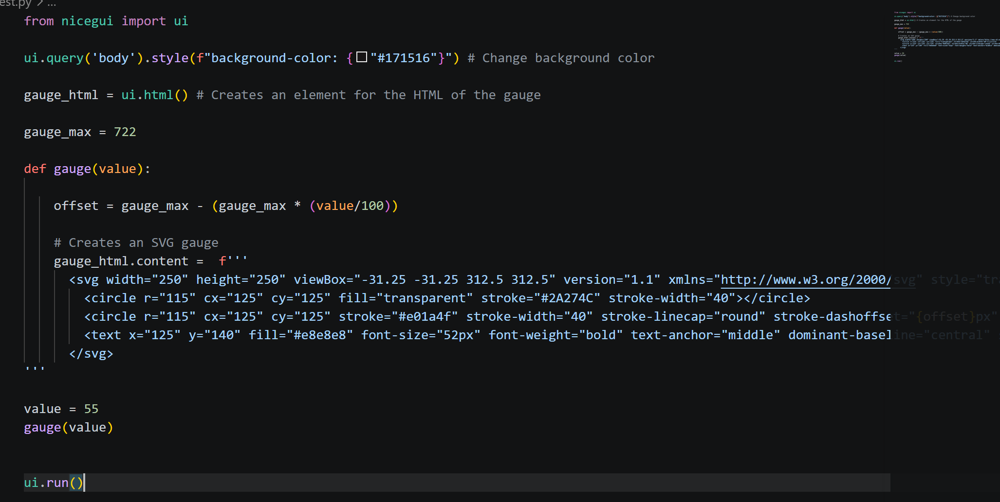 est.py > ...
from nicegui import ui
ui.query('body').style(f"background-color: {"#171516"}") # Change background color
gauge_html = ui.html() # Creates an element for the HTML of the gauge
gauge_max = 722
def gauge(value):
offset = gauge_max - (gauge_max * (value/100))
# Creates an SVG gauge
gauge_html.content =  f'''
<svg width="250" height="250" viewBox="-31.25 -31.25 312.5 312.5" version="1.1" xmlns="http://www.w3.org/2000/svg" style="tr
<circle r="115" cx="125" cy="125" fill="transparent" stroke="#2A274C" stroke-width="40"></circle>
<circle r="115" cx="125" cy="125" stroke="#e01a4f" stroke-width="40" stroke-linecap="round" stroke-dashoffset="{offset}px"
<text x="125" y="140" fill="#e8e8e8" font-size="52px" font-weight="bold" text-anchor="middle" dominant-baseline="central"
</svg>
'''
value = 55
gauge(value)
ui.run()